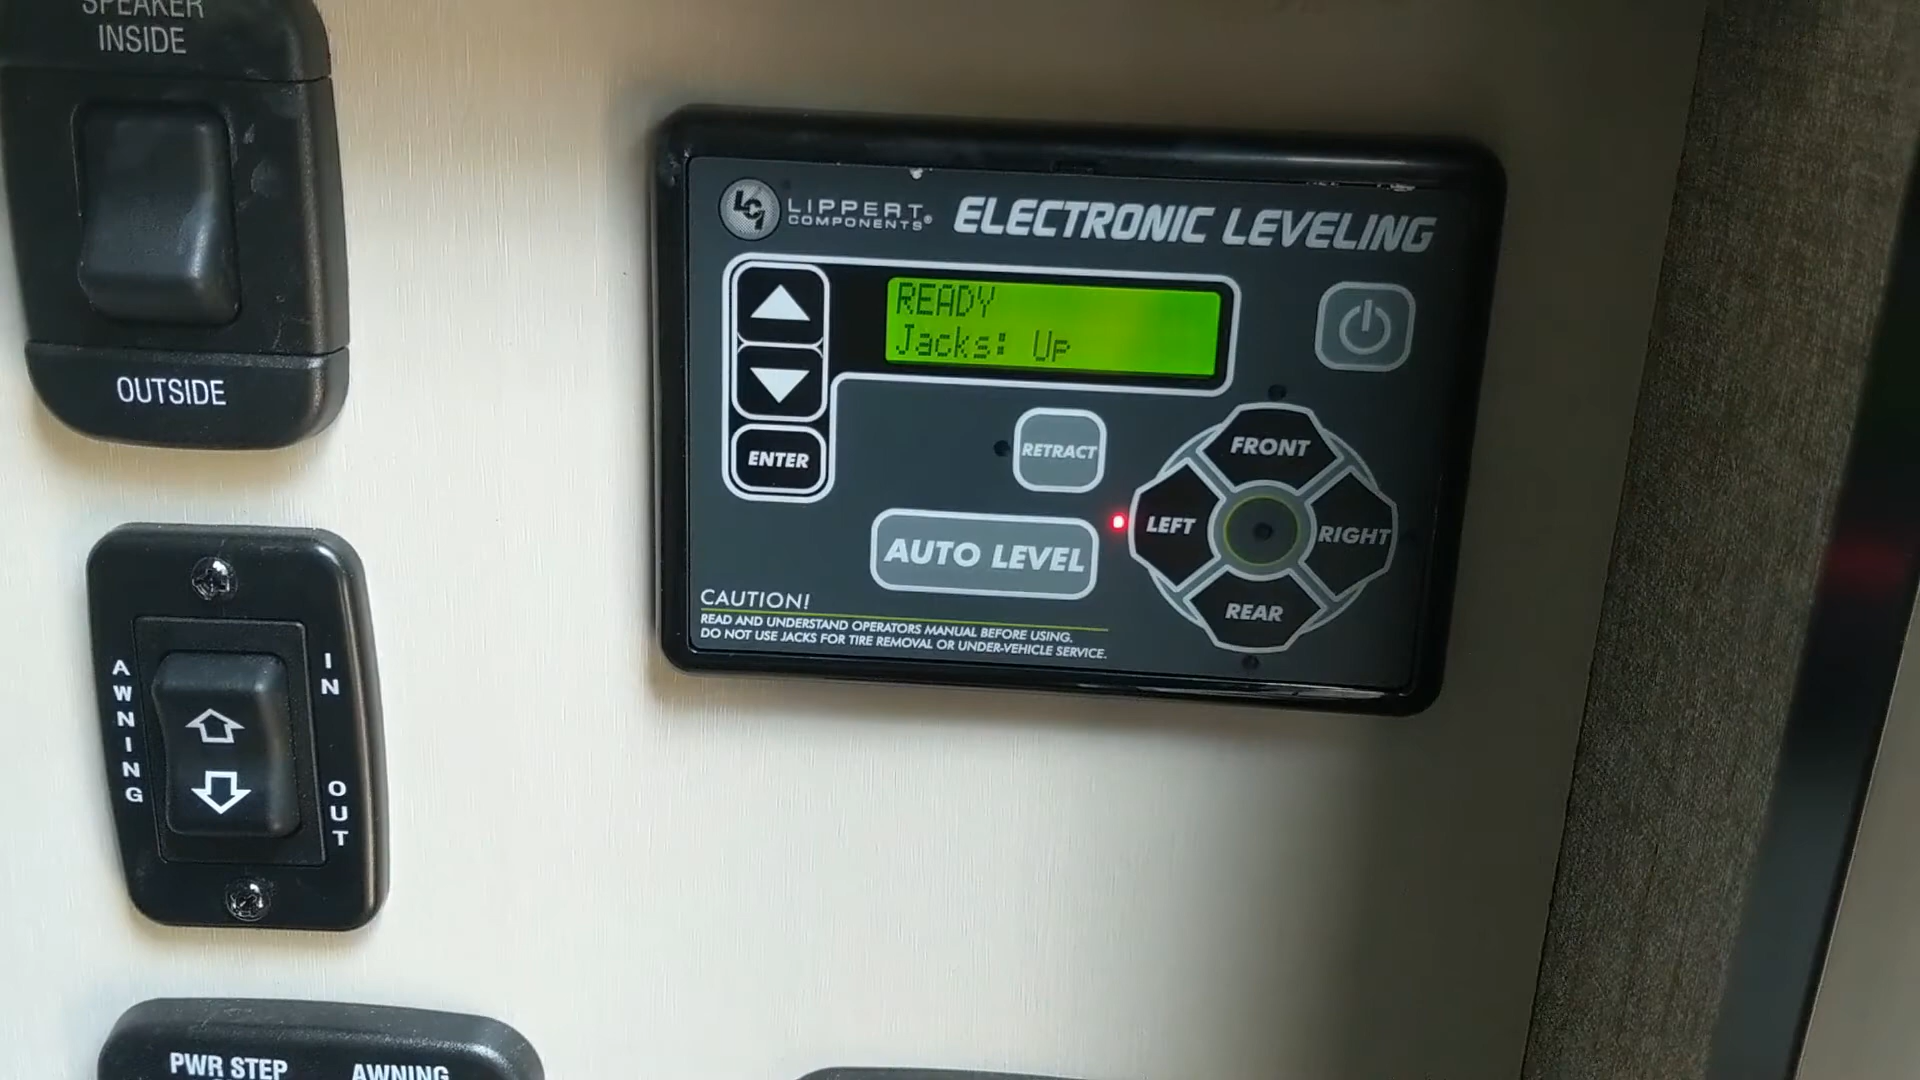 SPEAKER
INSIDE
OUTSIDE
AWNING
IN
OUT
PWR STEP
AWNING
LCI
LIPPERT
COMPONENTS®
ELECTRONIC LEVELING
READY
Jacks: Up
ENTER
RETRACT
AUTO LEVEL
FRONT
LEFT
RIGHT
REAR
CAUTION!
READ AND UNDERSTAND OPERATORS MANUAL BEFORE USING.
DO NOT USE JACKS FOR TIRE REMOVAL OR UNDER-VEHICLE SERVICE.